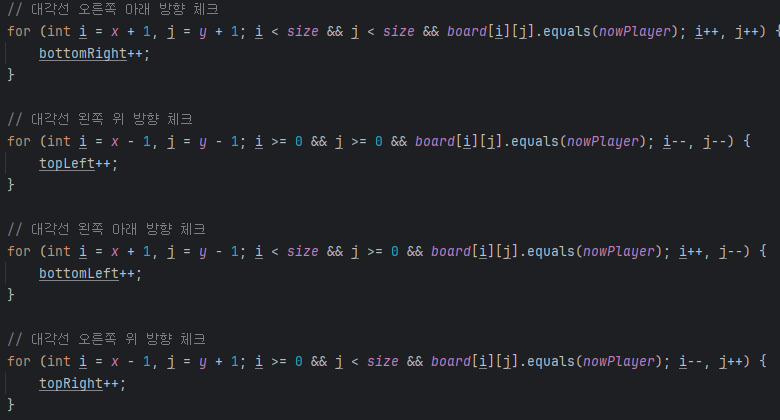 // 대각선 오른쪽 아래 방향 체크
for (int i = x + 1, j = y + 1; i < size && j < size && board[i][j].equals(nowPlayer); i++, j++) {
    bottomRight++;
}
// 대각선 왼쪽 위 방향 체크
for (int i = x - 1, j = y - 1; i >= 0 && j >= 0 && board[i][j].equals(nowPlayer); i--, j--) {
    topLeft++;
}
// 대각선 왼쪽 아래 방향 체크
for (int i = x + 1, j = y - 1; i < size && j >= 0 && board[i][j].equals(nowPlayer); i++, j--) {
    bottomLeft++;
}
// 대각선 오른쪽 위 방향 체크
for (int i = x - 1, j = y + 1; i >= 0 && j < size && board[i][j].equals(nowPlayer); i--, j++) {
    topRight++;
}